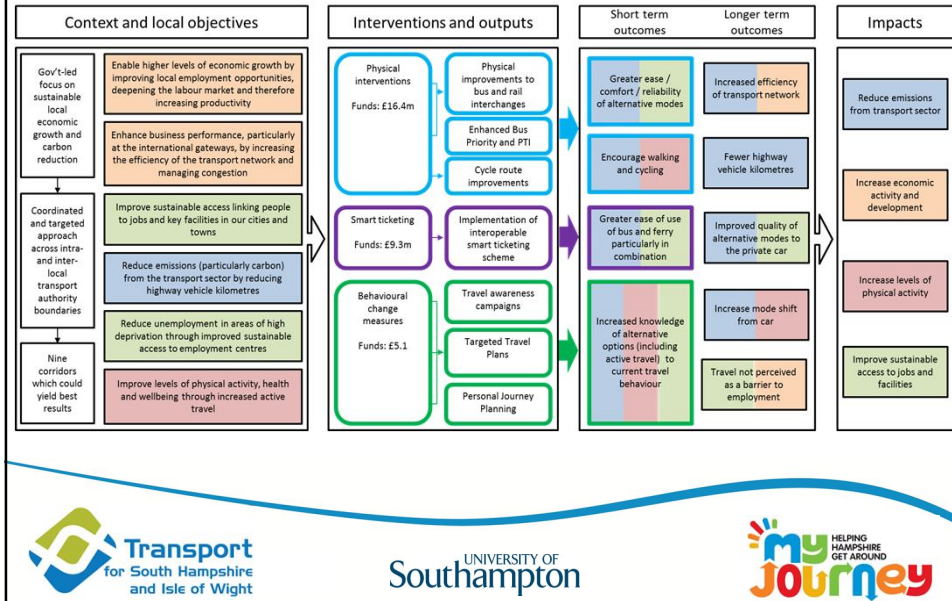 Context and local objectives
Gov't-led
focus on
sustainable
local
economic
growth and
carbon
reduction
Coordinated
and targeted
approach
across intra-
and inter-
local
transport
authority
boundaries
Nine
corridors
which could
yield best
results
Enable higher levels of economic growth by
improving local employment opportunities,
deepening the labour market and therefore
increasing productivity
Enhance business performance, particularly
at the international gateways, by increasing
the efficiency of the transport network and
managing congestion
Improve sustainable access linking people
to jobs and key facilities in our cities and
towns
Reduce emissions (particularly carbon)
from the transport sector by reducing
highway vehicle kilometres
Reduce unemployment in areas of high
deprivation through improved sustainable
access to employment centres
Improve levels of physical activity, health
and wellbeing through increased active
travel
Interventions and outputs
Physical
interventions
Funds: £16.4m
Physical
improvements to
bus and rail
interchanges
Enhanced Bus
Priority and PTI
Cycle route
improvements
Smart ticketing
Funds: £9.3m
Implementation of
interoperable
smart ticketing
scheme
Behavioural
change
measures
Funds: £5.1
Travel awareness
campaigns
Targeted Travel
Plans
Personal Journey
Planning
Short term
outcomes
Greater ease /
comfort / reliability
of alternative modes
Encourage walking
and cycling
Greater ease of use
of bus and ferry
particularly in
combination
Increased knowledge
of alternative
options (including
active travel) to
current travel
behaviour
Longer term
outcomes
Increased efficiency
of transport network
Fewer highway
vehicle kilometres
Improved quality of
alternative modes to
the private car
Increase mode shift
from car
Travel not perceived
as a barrier to
employment
Impacts
Reduce emissions
from transport sector
Increase economic
activity and
development
Increase levels of
physical activity
Improve sustainable
access to jobs and
facilities
Transport
for South Hampshire
and Isle of Wight
UNIVERSITY OF
Southampton
my
HELPING
HAMPSHIRE
GET AROUND
JOURNEY